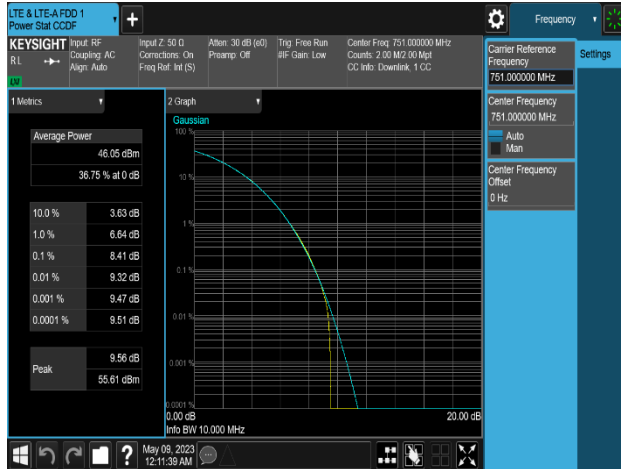 LTE & LTE-A FDD 1
Power Stat CCDF
Frequency
KEYSIGHT
RL
Input: RF
Coupling: AC
Align: Auto
Input Z: 50 Ω
Corrections: On
Freq Ref: Int (S)
Atten: 30 dB (e0)
Preamp: Off
Trig: Free Run
#IF Gain: Low
Center Freq: 751.000000 MHz
Counts: 2.00 M/2.00 Mpt
CC Info: Downlink, 1 CC
1 Metrics
Average Power
46.05 dBm
36.75 % at 0 dB
10.0 % 3.63 dB
1.0 % 6.64 dB
0.1 % 8.41 dB
0.01 % 9.32 dB
0.001 % 9.47 dB
0.0001 % 9.51 dB
Peak
9.56 dB
55.61 dBm
2 Graph
Gaussian
100 %
10 %
1 %
0.1 %
0.01 %
0.001 %
0.0001 %
0.00 dB
20.00 dB
Info BW 10.000 MHz
Carrier Reference
Frequency
751.000000 MHz
Center Frequency
751.000000 MHz
Auto
Man
Center Frequency
Offset
0 Hz
Settings
?
May 09, 2023
12:11:39 AM